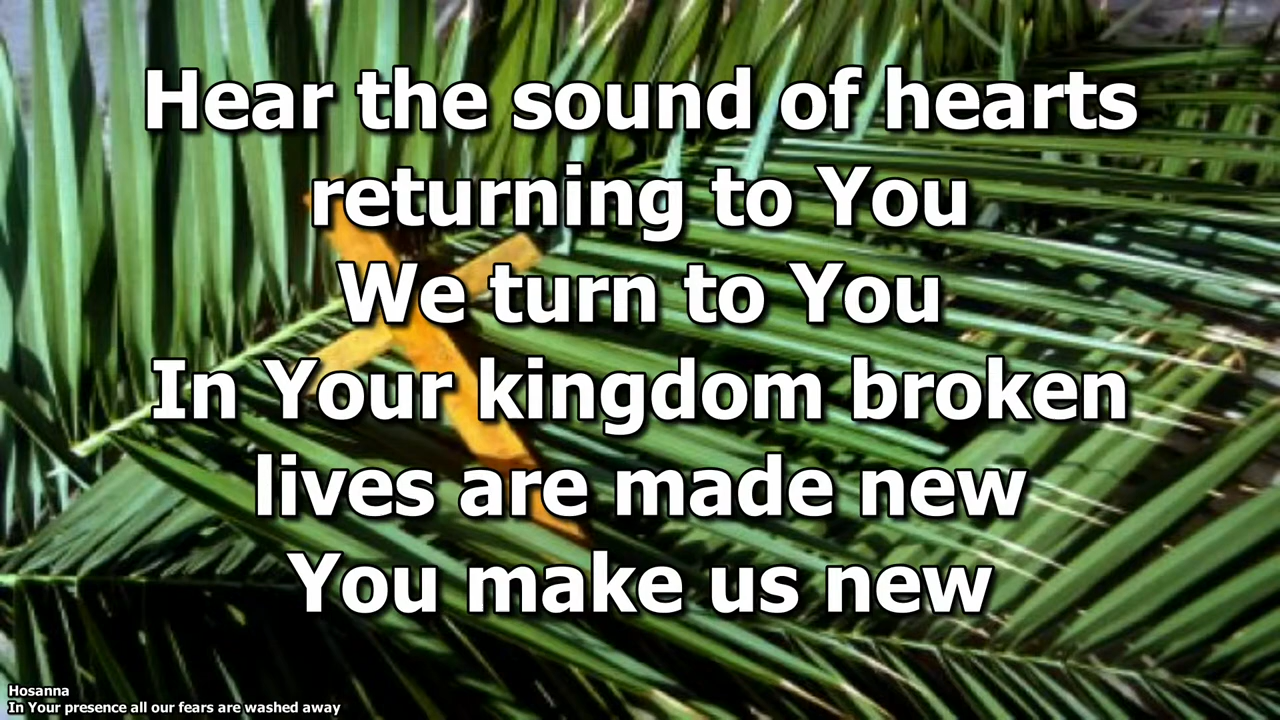 Hear the sound of hearts
returning to You
We turn to You
In Your kingdom broken
lives are made new
You make us new
Hosanna
In Your presence all our fears are washed away